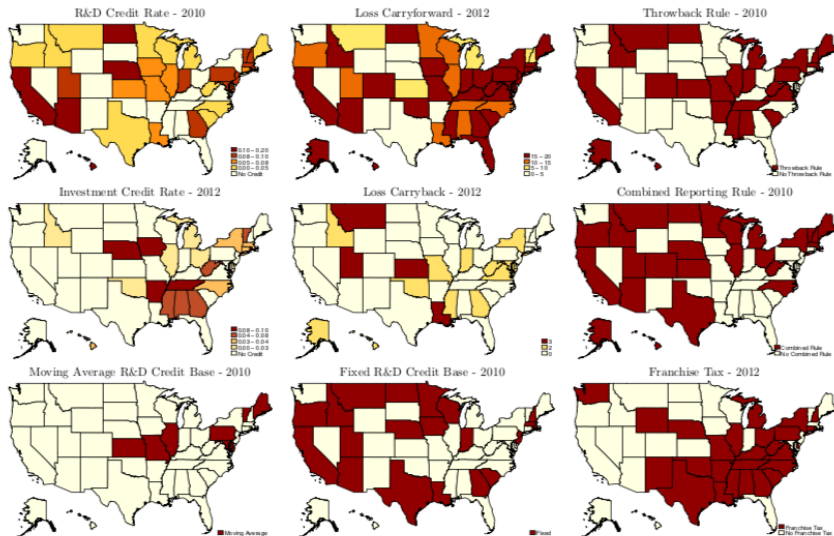 R&D Credit Rate - 2010
0.10 - 0.20
0.08 - 0.10
0.05 - 0.08
0.00 - 0.05
No Credit
Loss Carryforward - 2012
15 - 20
10 - 15
5 - 10
0 - 5
Throwback Rule - 2010
Throwback Rule
No Throwback Rule
Investment Credit Rate - 2012
0.08 - 0.10
0.04 - 0.08
0.03 - 0.04
0.00 - 0.03
No Credit
Loss Carryback - 2012
3
2
0
Combined Reporting Rule - 2010
Combined Rule
No Combined Rule
Moving Average R&D Credit Base - 2010
Moving Average
Fixed R&D Credit Base - 2010
Fixed
Franchise Tax - 2012
Franchise Tax
No Franchise Tax